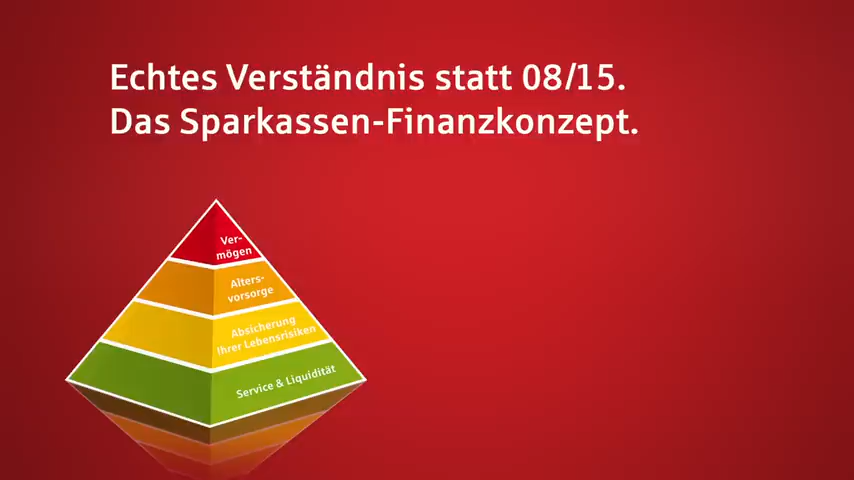 Echtes Verständnis statt 08/15.
Das Sparkassen-Finanzkonzept.
Ver-
mögen
Alters-
vorsorge
Absicherung
Ihrer Lebensrisiken
Service & Liquidität